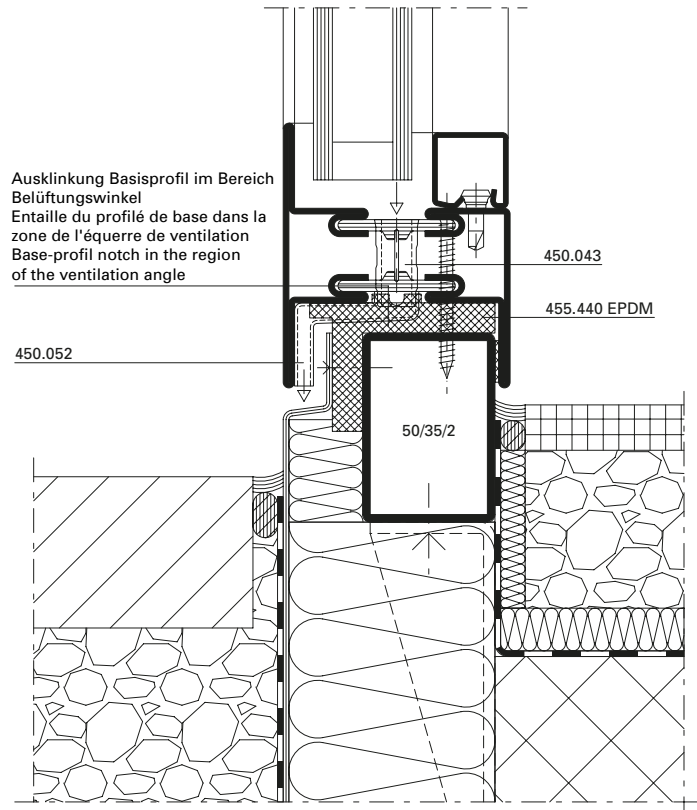 Ausklinkung Basisprofil im Bereich
Belüftungswinkel
Entaille du profilé de base dans la
zone de l'équerre de ventilation
Base-profil notch in the region
of the ventilation angle
450.043
455.440 EPDM
450.052
50/35/2